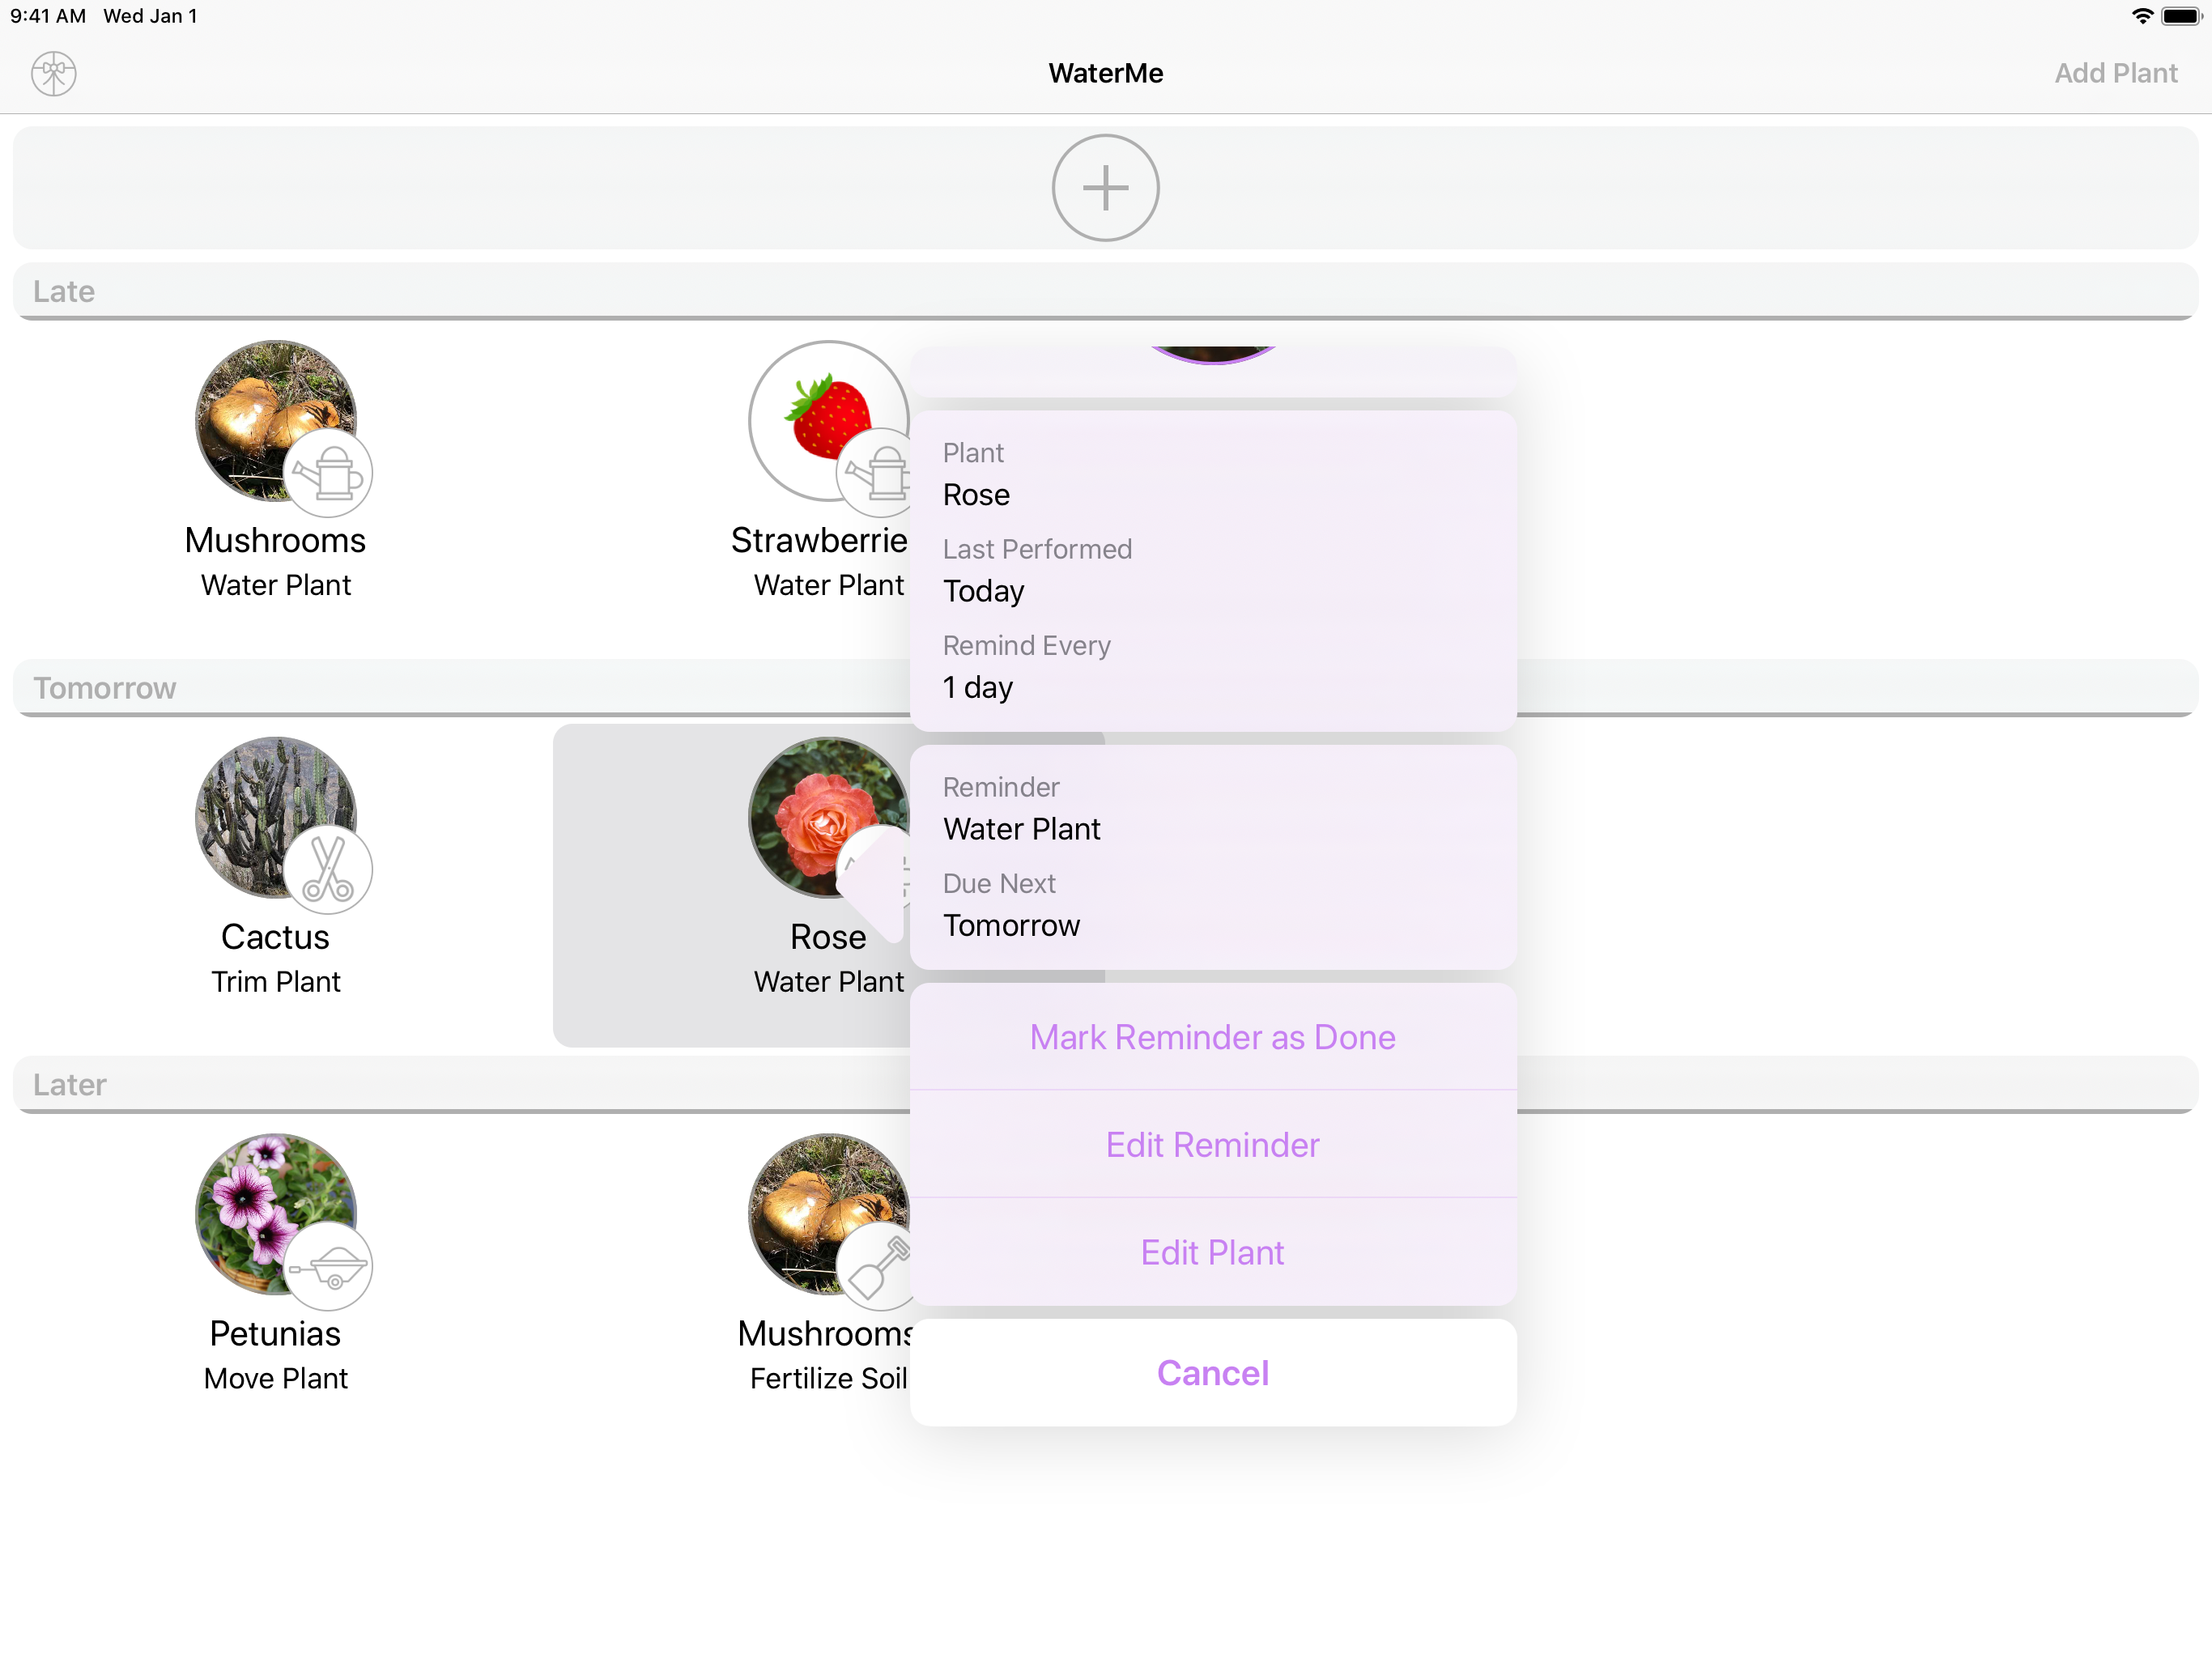 9:41 AM Wed Jan 1
WaterMe
Add Plant
Late
Mushrooms
Water Plant
Strawberrie
Water Plant
Tomorrow
Cactus
Trim Plant
Rose
Water Plant
Later
Petunias
Move Plant
Mushrooms
Fertilize Soil
Plant
Rose
Last Performed
Today
Remind Every
1 day
Reminder
Water Plant
Due Next
Tomorrow
Mark Reminder as Done
Edit Reminder
Edit Plant
Cancel